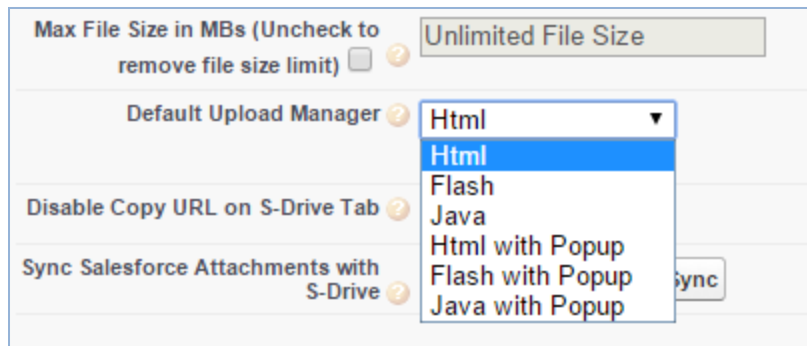 Max File Size in MBs (Uncheck to
remove file size limit)
Unlimited File Size
Default Upload Manager
Html
Html
Flash
Java
Html with Popup
Flash with Popup
Java with Popup
Disable Copy URL on S-Drive Tab
Sync Salesforce Attachments with
S-Drive
Sync